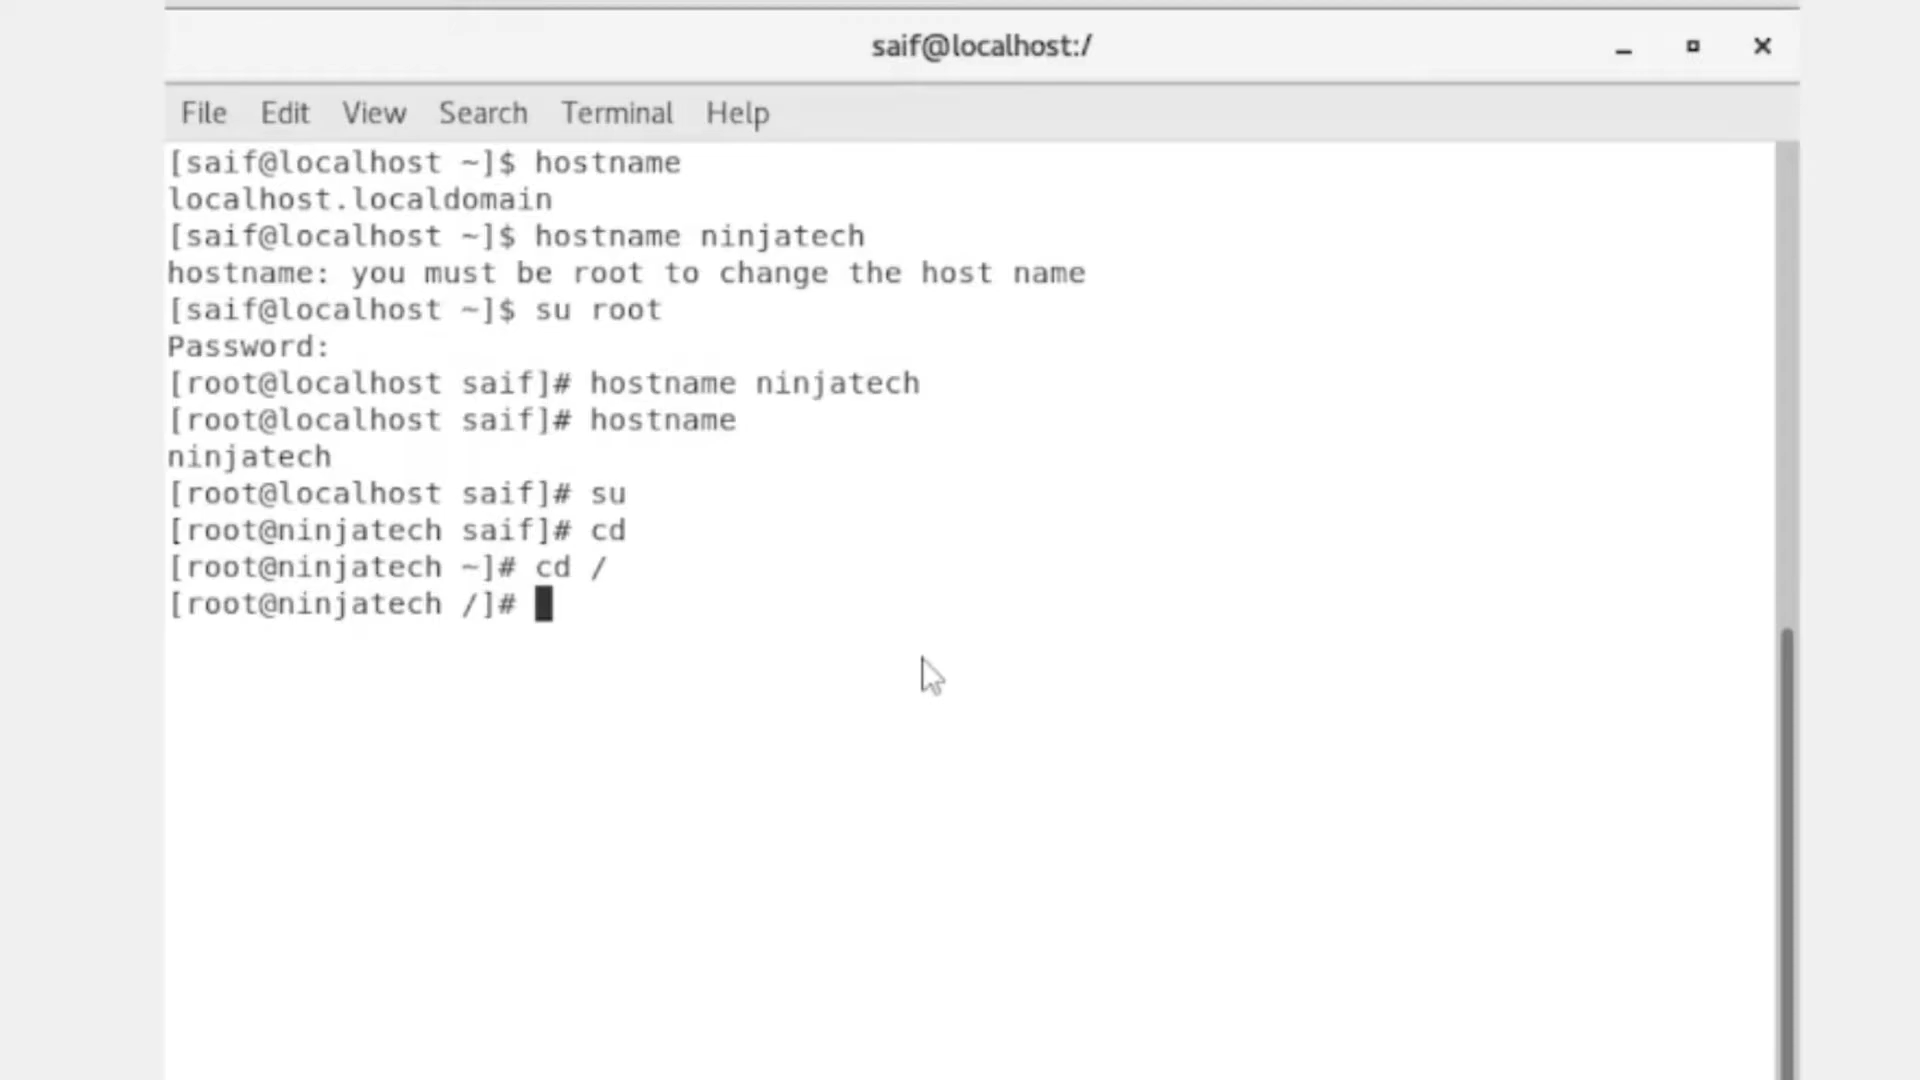 saif@localhost:/
File Edit View Search Terminal Help
[saif@localhost ~]$ hostname
localhost.localdomain
[saif@localhost ~]$ hostname ninjatech
hostname: you must be root to change the host name
[saif@localhost ~]$ su root
Password:
[root@localhost saif]# hostname ninjatech
[root@localhost saif]# hostname
ninjatech
[root@localhost saif]# su
[root@ninjatech saif]# cd
[root@ninjatech ~]# cd /
[root@ninjatech /]#